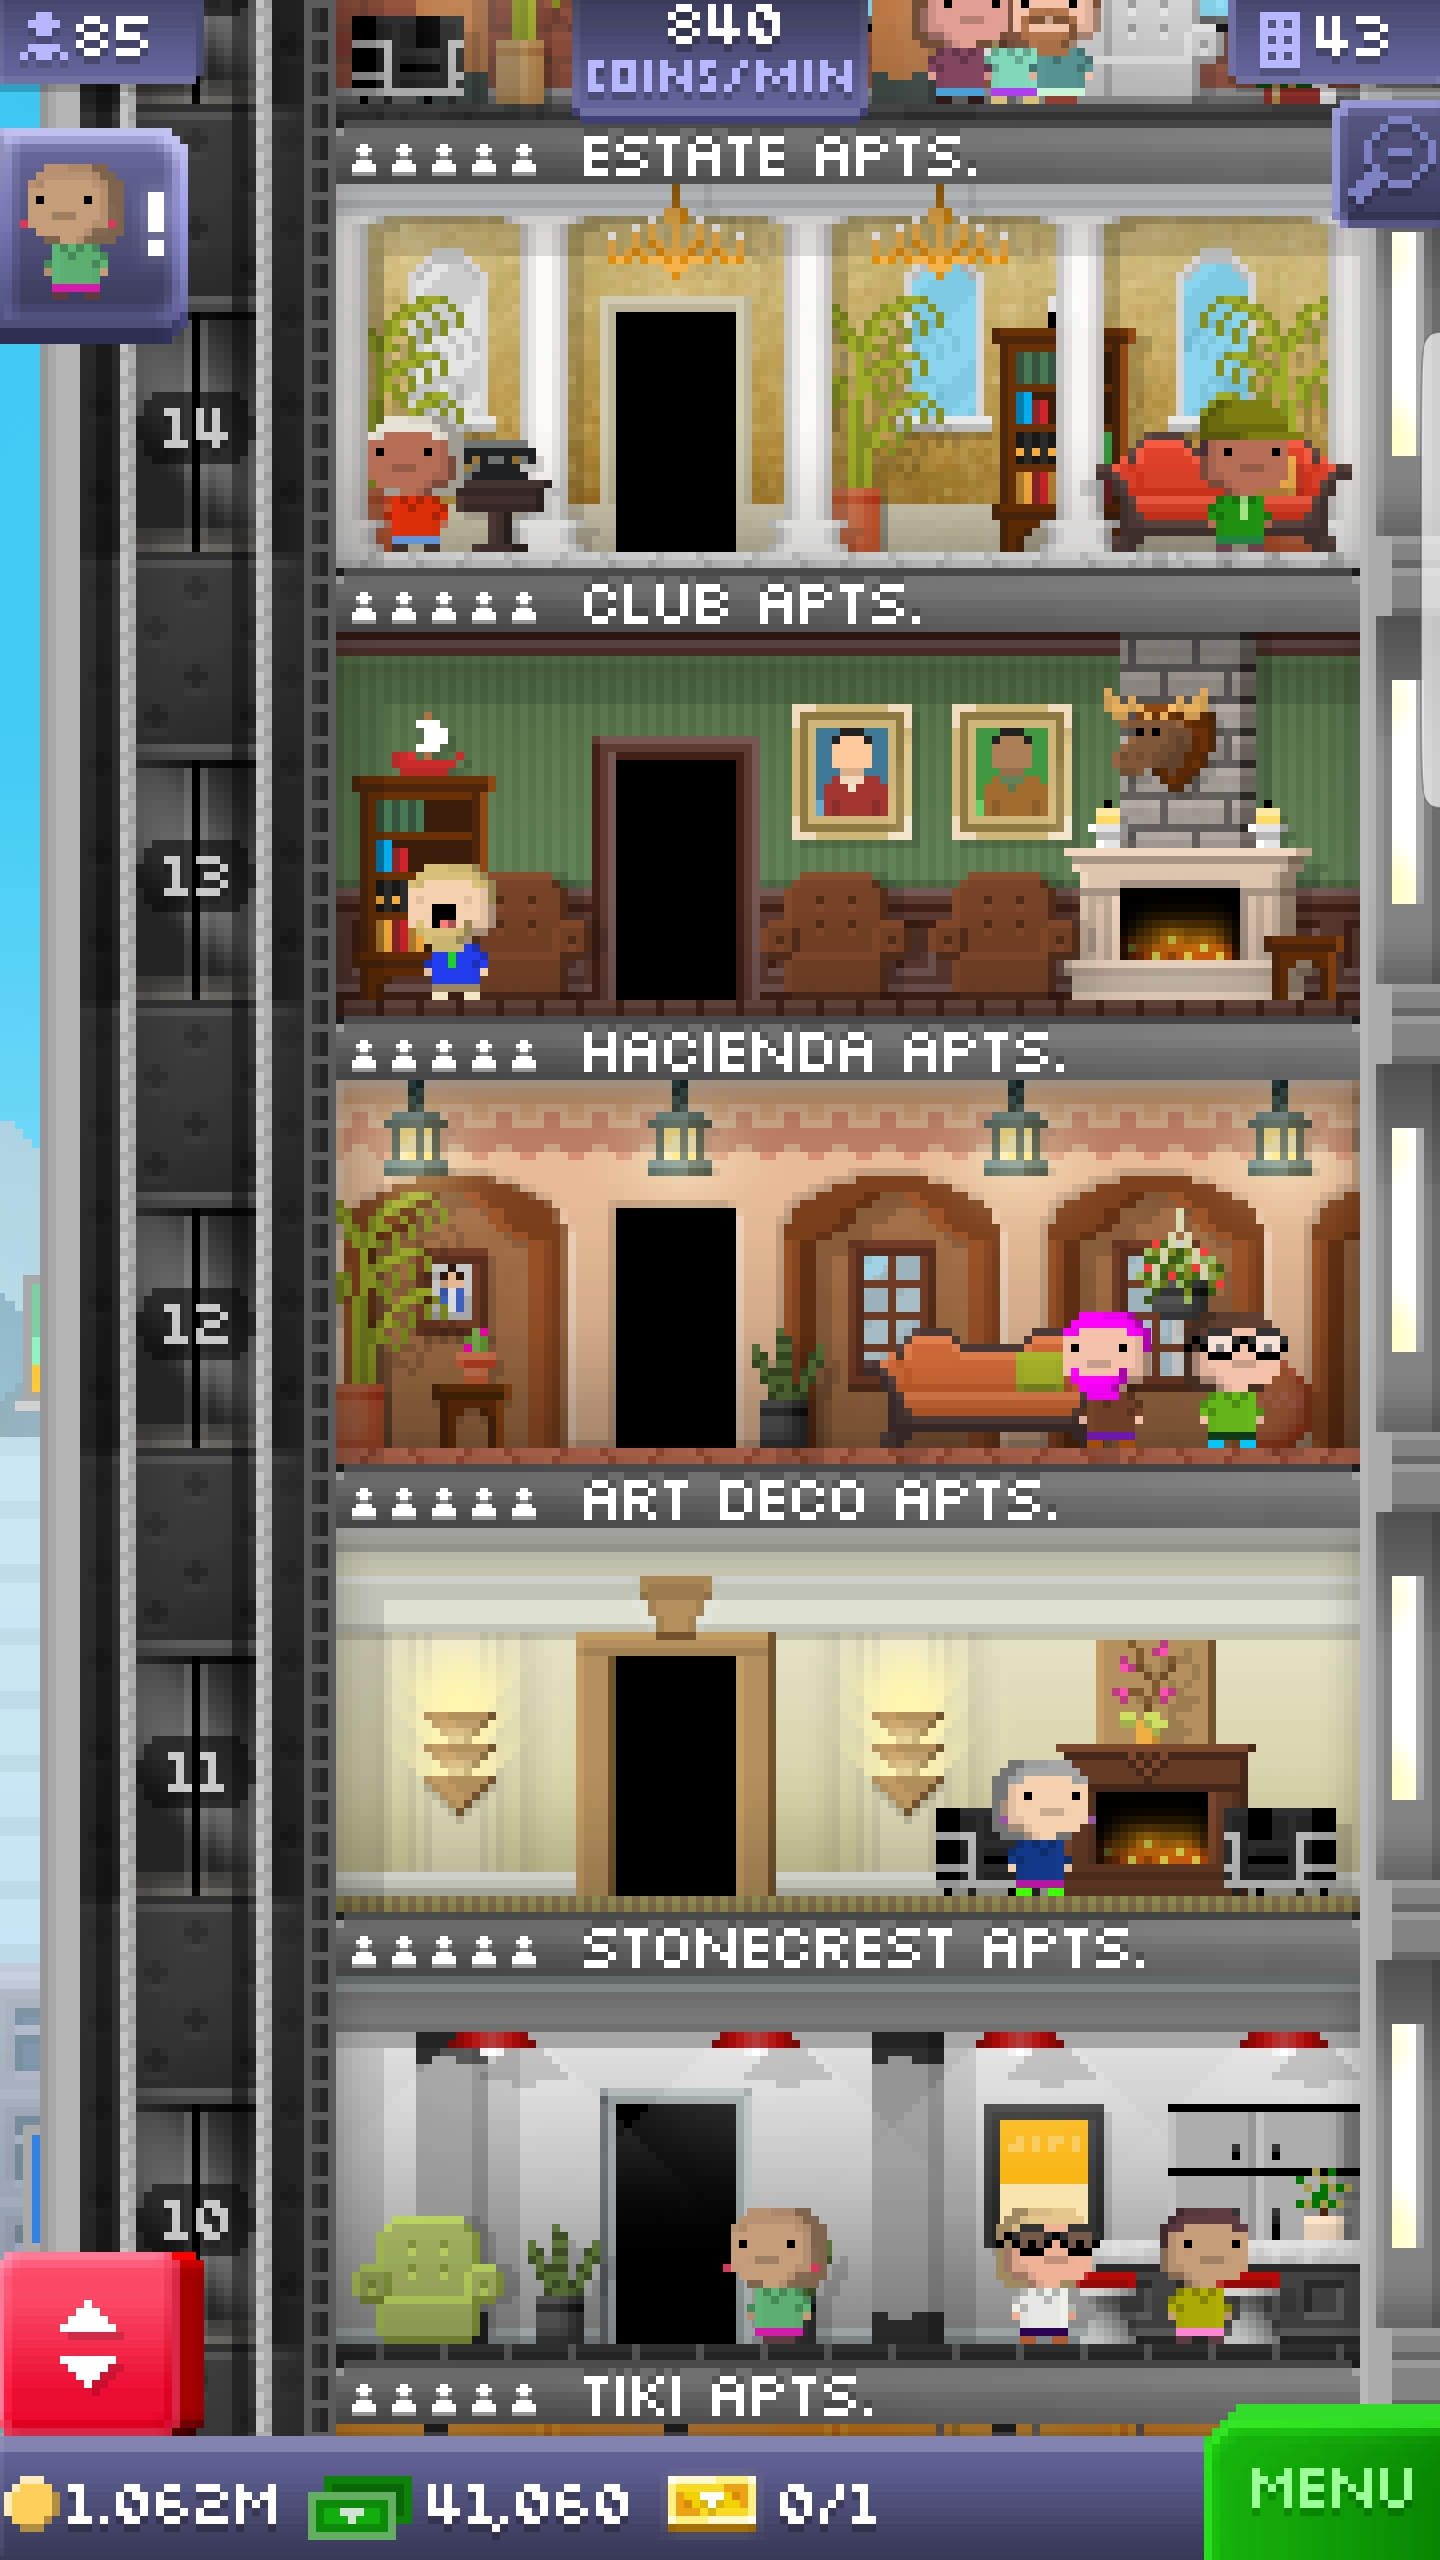 85
840
COINS/MIN
43
ESTATE APTS.
!
14
CLUB APTS.
13
HACIENDA APTS.
12
ART DECO APTS.
11
STONECREST APTS.
10
TIKI APTS.
1.062M
41,060
0/1
MENU